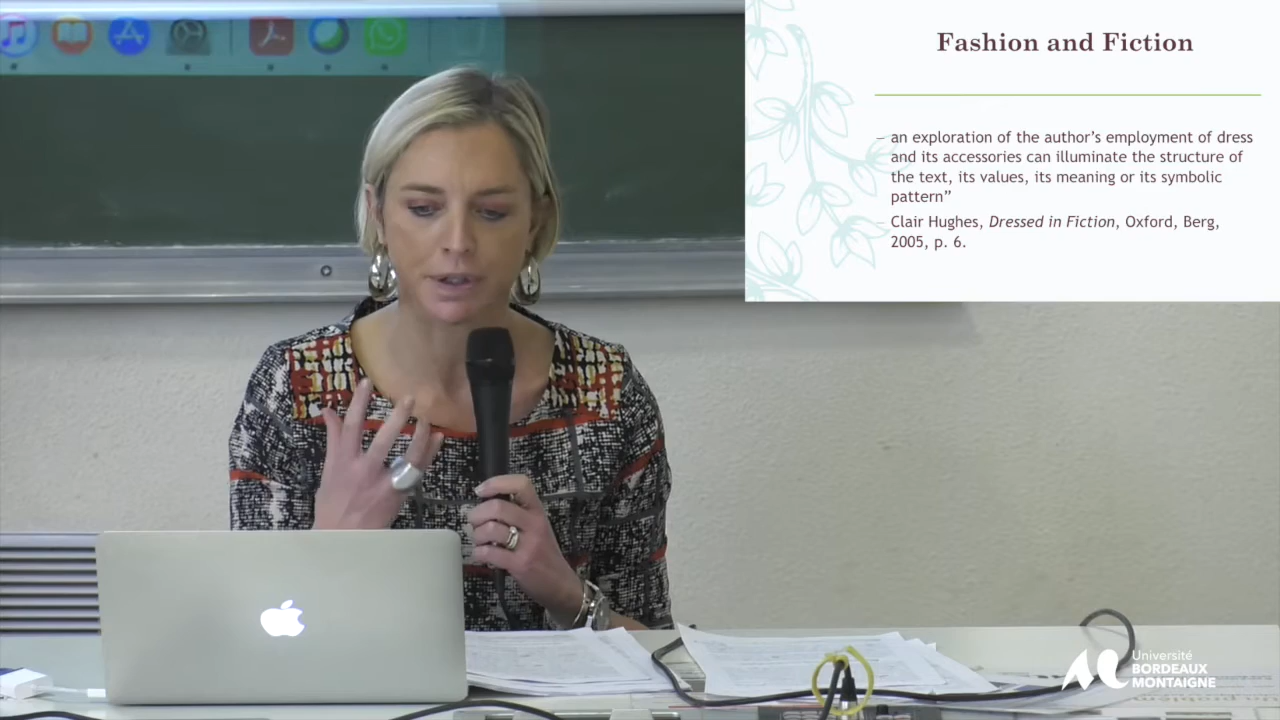 Fashion and Fiction
– an exploration of the author's employment of dress
and its accessories can illuminate the structure of
the text, its values, its meaning or its symbolic
pattern”
– Clair Hughes, Dressed in Fiction, Oxford, Berg,
2005, p. 6.
Université
BORDEAUX
MONTAIGNE